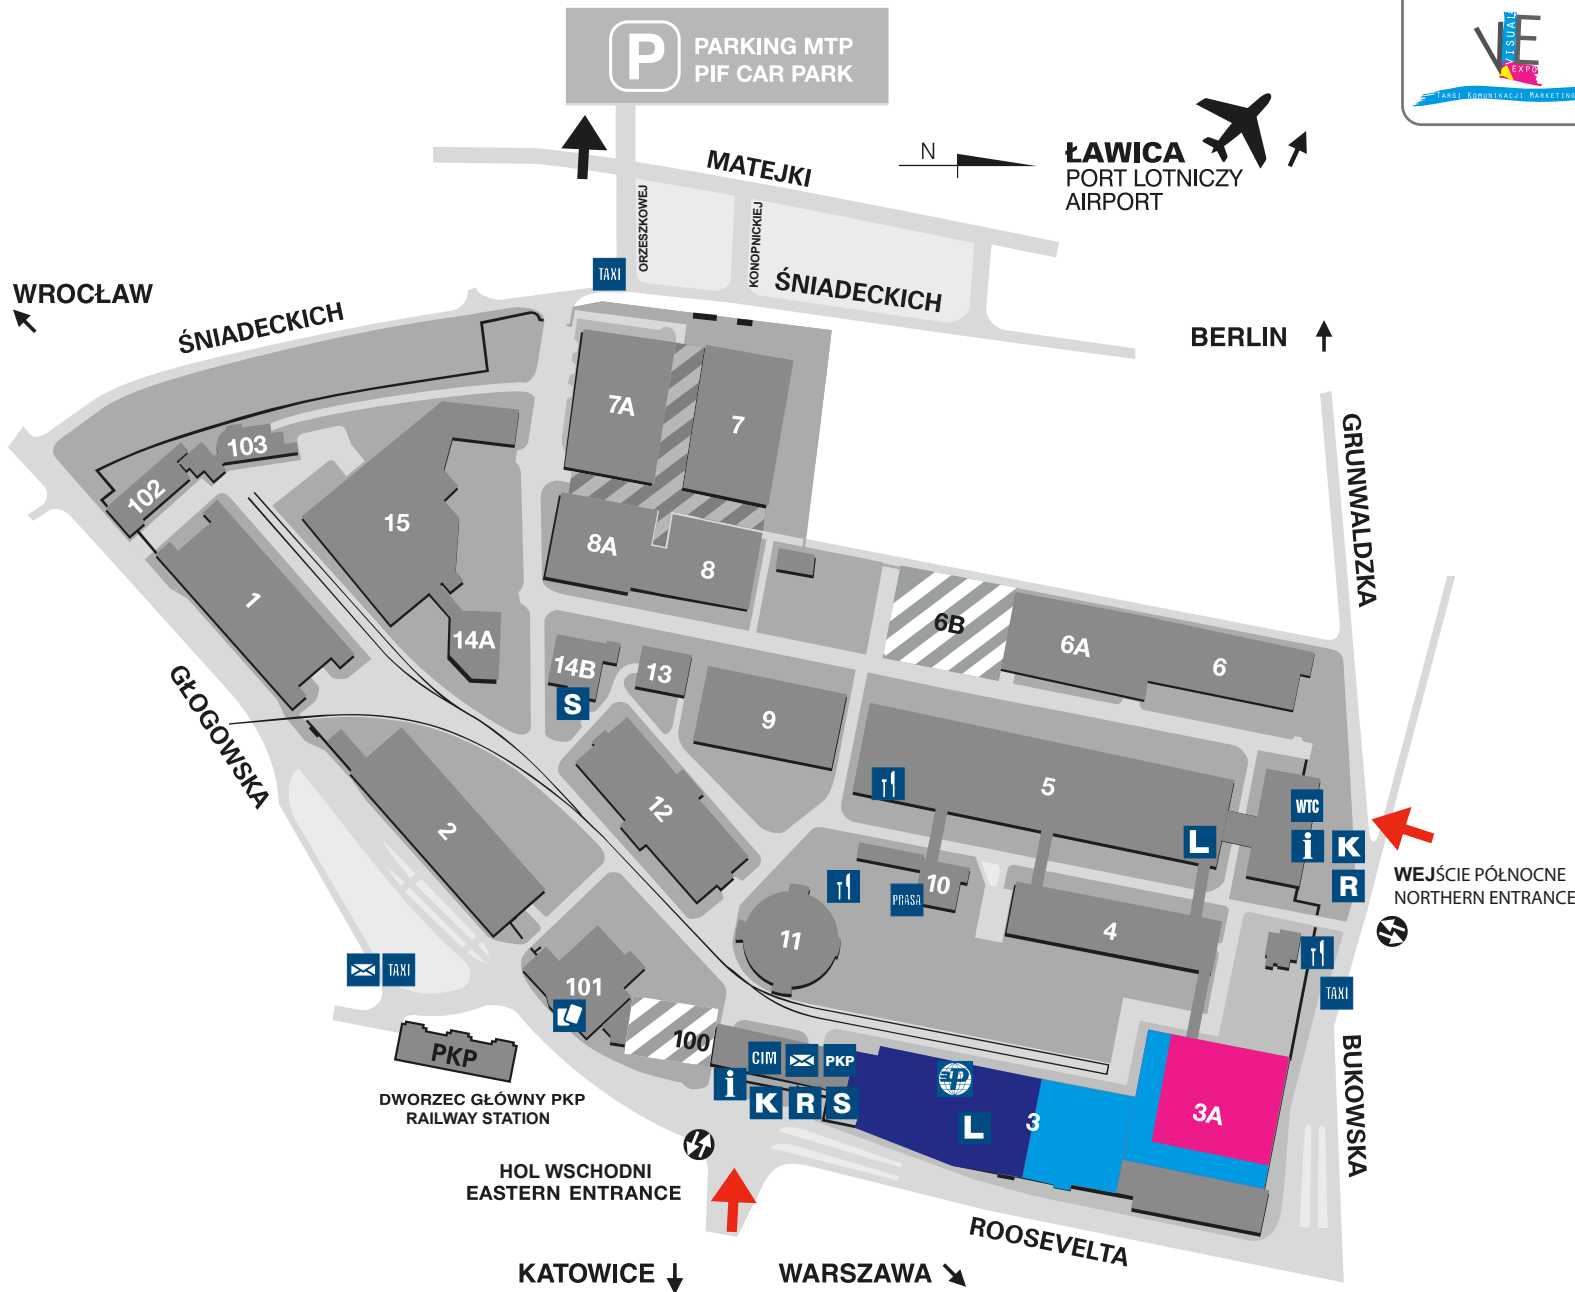 P
PARKING MTP
PIF CAR PARK
VISUAL
EXPO
TARGI KOMUNIKACJI MARKETING
N
ŁAWICA
PORT LOTNICZY
AIRPORT
MATEJKI
ORZESZKOWEJ
KONOPNICKIEJ
ŚNIADECKICH
TAXI
WROCŁAW
ŚNIADECKICH
BERLIN
GRUNWALDZKA
7A
7
103
102
15
8A
8
1
14A
14B
S
13
9
6B
6A
6
GŁOGOWSKA
2
12
5
L
WTC
i
K
R
WEJŚCIE PÓŁNOCNE
NORTHERN ENTRANCE
10
PRASA
11
4
TAXI
TAXI
101
100
PKP
DWORZEC GŁÓWNY PKP
RAILWAY STATION
CIM
PKP
i
K
R
S
P
L
3
3A
BUKOWSKA
HOL WSCHODNI
EASTERN ENTRANCE
ROOSEVELTA
KATOWICE
WARSZAWA